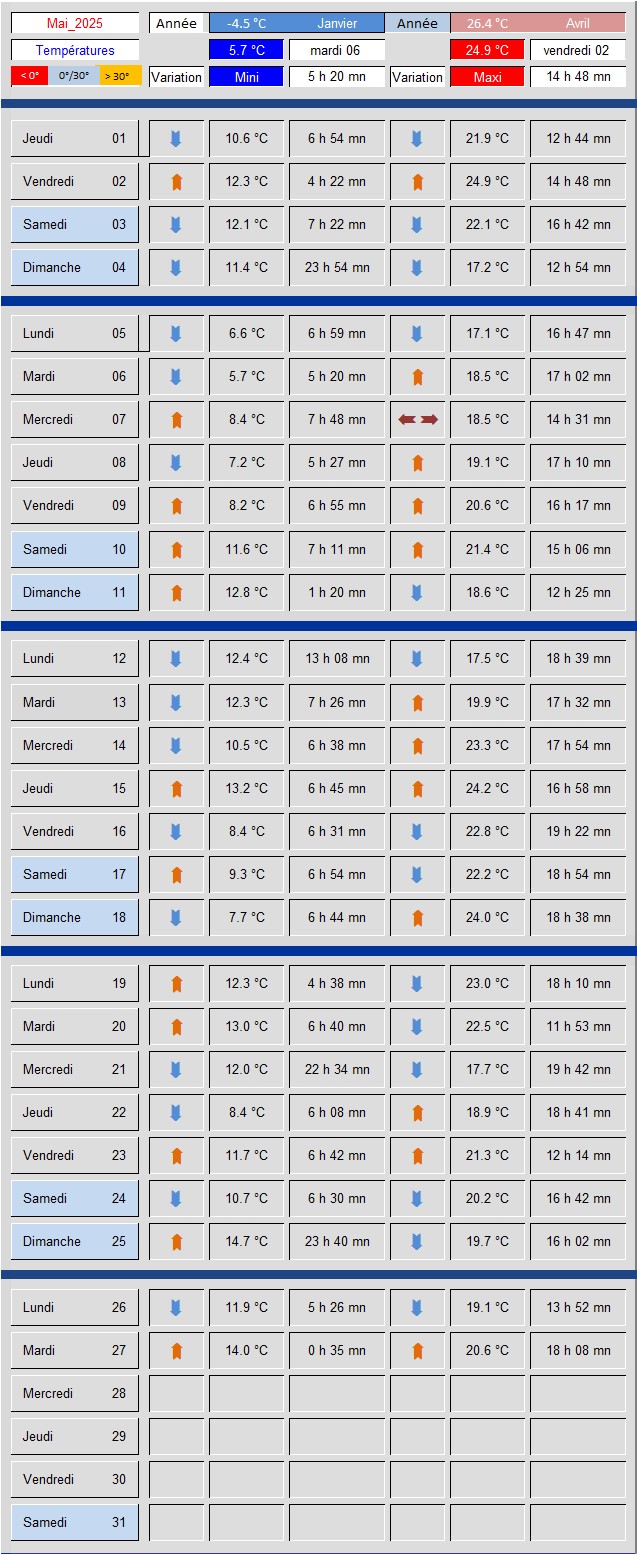 Mai_2025 Année -4.5 °C Janvier Année 26.4 °C Avril
Températures 5.7 °C mardi 06 24.9 °C vendredi 02
< 0° 0°/30° > 30° Variation Mini 5 h 20 mn Variation Maxi 14 h 48 mn
Jeudi 01 10.6 °C 6 h 54 mn 21.9 °C 12 h 44 mn
Vendredi 02 12.3 °C 4 h 22 mn 24.9 °C 14 h 48 mn
Samedi 03 12.1 °C 7 h 22 mn 22.1 °C 16 h 42 mn
Dimanche 04 11.4 °C 23 h 54 mn 17.2 °C 12 h 54 mn
Lundi 05 6.6 °C 6 h 59 mn 17.1 °C 16 h 47 mn
Mardi 06 5.7 °C 5 h 20 mn 18.5 °C 17 h 02 mn
Mercredi 07 8.4 °C 7 h 48 mn 18.5 °C 14 h 31 mn
Jeudi 08 7.2 °C 5 h 27 mn 19.1 °C 17 h 10 mn
Vendredi 09 8.2 °C 6 h 55 mn 20.6 °C 16 h 17 mn
Samedi 10 11.6 °C 7 h 11 mn 21.4 °C 15 h 06 mn
Dimanche 11 12.8 °C 1 h 20 mn 18.6 °C 12 h 25 mn
Lundi 12 12.4 °C 13 h 08 mn 17.5 °C 18 h 39 mn
Mardi 13 12.3 °C 7 h 26 mn 19.9 °C 17 h 32 mn
Mercredi 14 10.5 °C 6 h 38 mn 23.3 °C 17 h 54 mn
Jeudi 15 13.2 °C 6 h 45 mn 24.2 °C 16 h 58 mn
Vendredi 16 8.4 °C 6 h 31 mn 22.8 °C 19 h 22 mn
Samedi 17 9.3 °C 6 h 54 mn 22.2 °C 18 h 54 mn
Dimanche 18 7.7 °C 6 h 44 mn 24.0 °C 18 h 38 mn
Lundi 19 12.3 °C 4 h 38 mn 23.0 °C 18 h 10 mn
Mardi 20 13.0 °C 6 h 40 mn 22.5 °C 11 h 53 mn
Mercredi 21 12.0 °C 22 h 34 mn 17.7 °C 19 h 42 mn
Jeudi 22 8.4 °C 6 h 08 mn 18.9 °C 18 h 41 mn
Vendredi 23 11.7 °C 6 h 42 mn 21.3 °C 12 h 14 mn
Samedi 24 10.7 °C 6 h 30 mn 20.2 °C 16 h 42 mn
Dimanche 25 14.7 °C 23 h 40 mn 19.7 °C 16 h 02 mn
Lundi 26 11.9 °C 5 h 26 mn 19.1 °C 13 h 52 mn
Mardi 27 14.0 °C 0 h 35 mn 20.6 °C 18 h 08 mn
Mercredi 28
Jeudi 29
Vendredi 30
Samedi 31